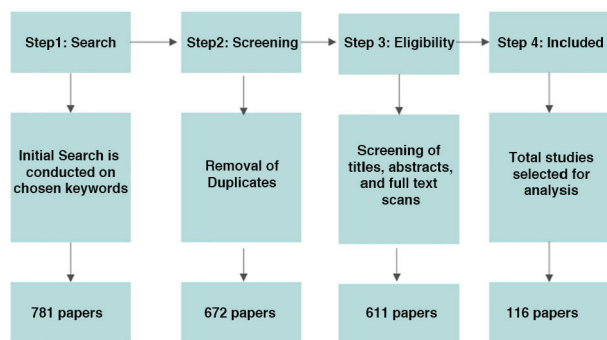 Step1: Search
Step2: Screening
Step 3: Eligibility
Step 4: Included
Initial Search is
conducted on
chosen keywords
Removal of
Duplicates
Screening of
titles, abstracts,
and full text
scans
Total studies
selected for
analysis
781 papers
672 papers
611 papers
116 papers